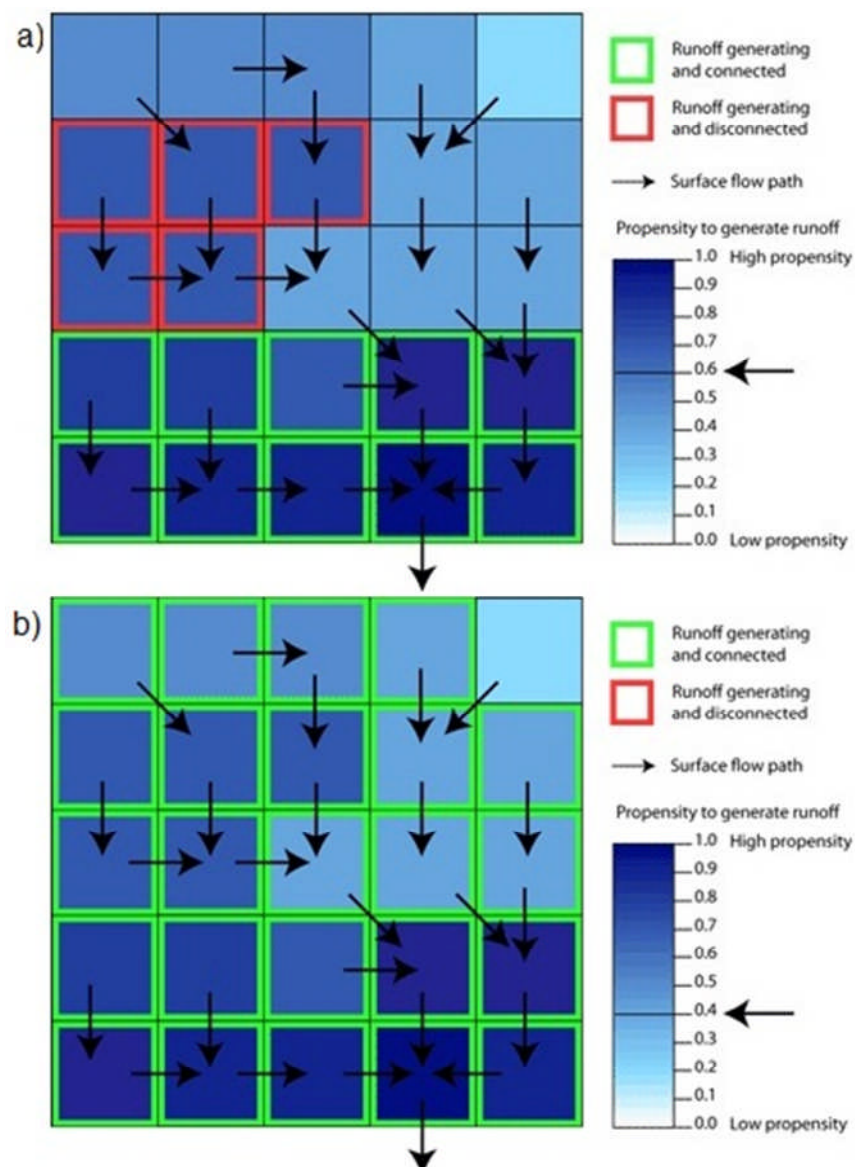 a)
Runoff generating
and connected
Runoff generating
and disconnected
Surface flow path
Propensity to generate runoff
1.0 High propensity
0.9
0.8
0.7
0.6
0.5
0.4
0.3
0.2
0.1
0.0 Low propensity
b)
Runoff generating
and connected
Runoff generating
and disconnected
Surface flow path
Propensity to generate runoff
1.0 High propensity
0.9
0.8
0.7
0.6
0.5
0.4
0.3
0.2
0.1
0.0 Low propensity